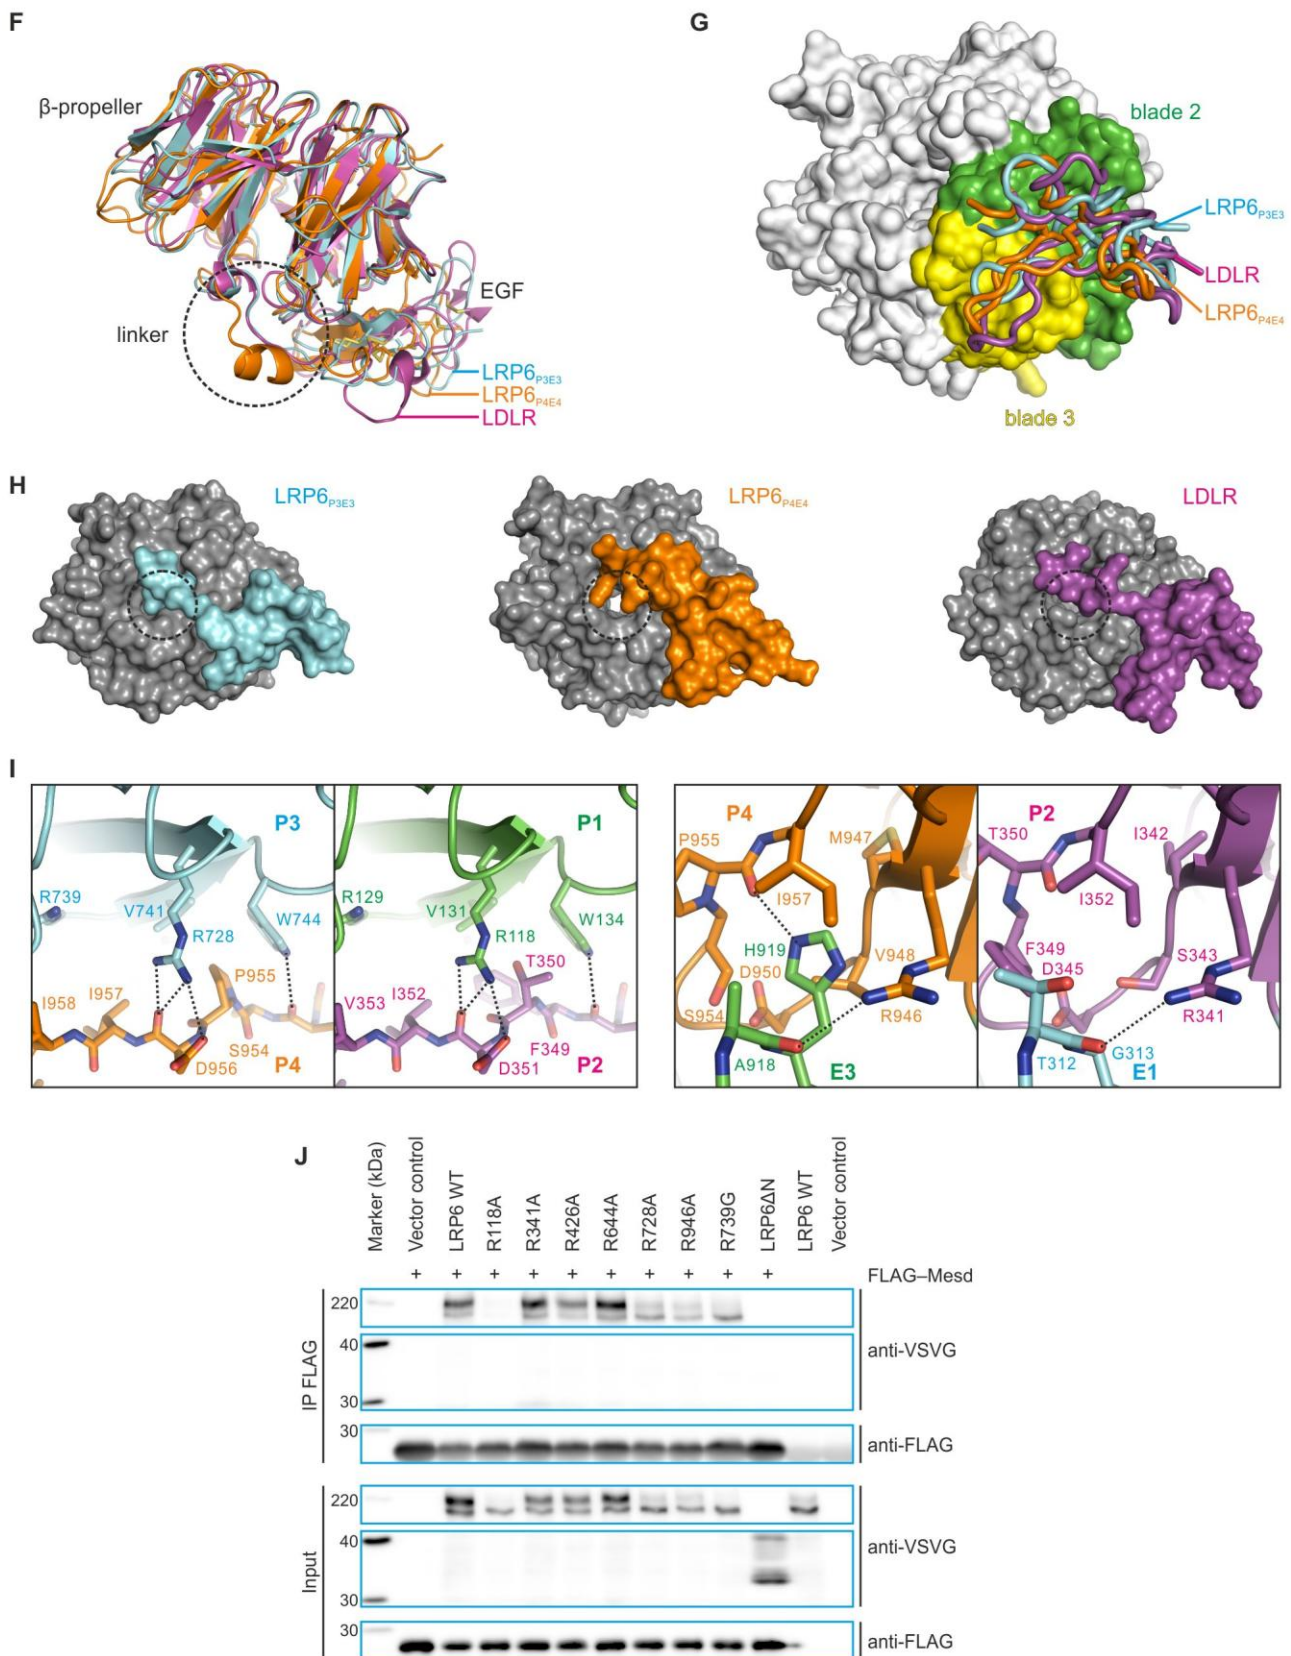 F
β-propeller
linker
EGF
LRP6P3E3
LRP6P4E4
LDLR
G
blade 2
LRP6P3E3
LDLR
LRP6P4E4
blade 3
H
LRP6P3E3
LRP6P4E4
LDLR
I
P3
R739
V741
W744
R728
P955
I958
I957
S954
D956
P4
P1
R129
V131
W134
R118
T350
V353
I352
F349
D351
P2
P4
P955
M947
I957
H919
D950
V948
S954
R946
A918
E3
P2
T350
I342
I352
F349
S343
D345
R341
T312
G313
E1
J
Marker (kDa)
Vector control
LRP6 WT
R118A
R341A
R426A
R644A
R728A
R946A
R739G
LRP6ΔN
LRP6 WT
Vector control
+ + + + + + + + + + FLAG–Mesd
IP FLAG
220
40
anti-VSVG
30
30
anti-FLAG
Input
220
40
anti-VSVG
30
30
anti-FLAG